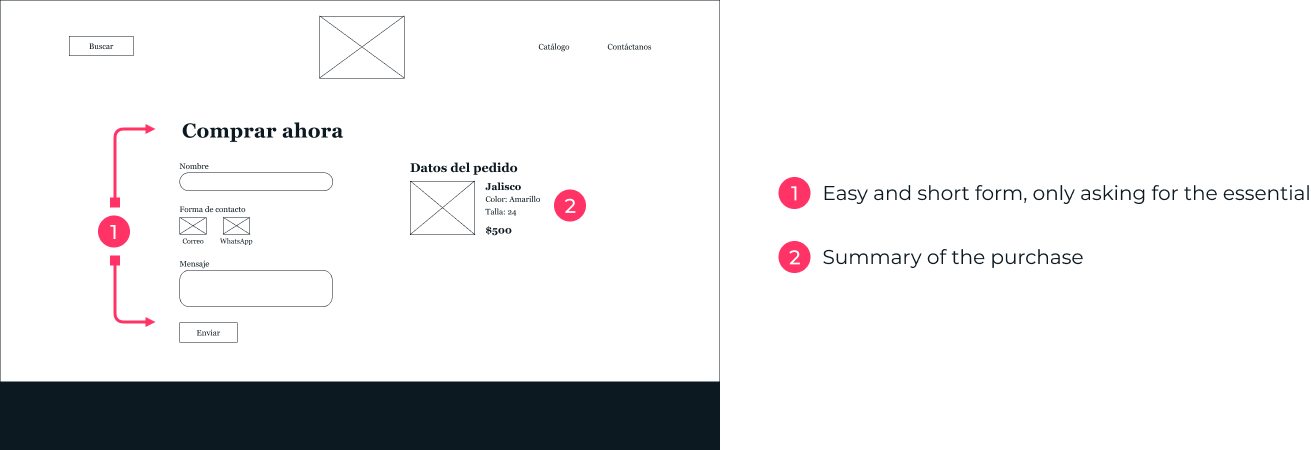 Buscar
Catálogo
Contáctanos
Comprar ahora
Nombre
Forma de contacto
Correo
WhatsApp
Mensaje
Enviar
1
Datos del pedido
Jalisco
Color: Amarillo
Talla: 24
$500
2
1 Easy and short form, only asking for the essential
2 Summary of the purchase